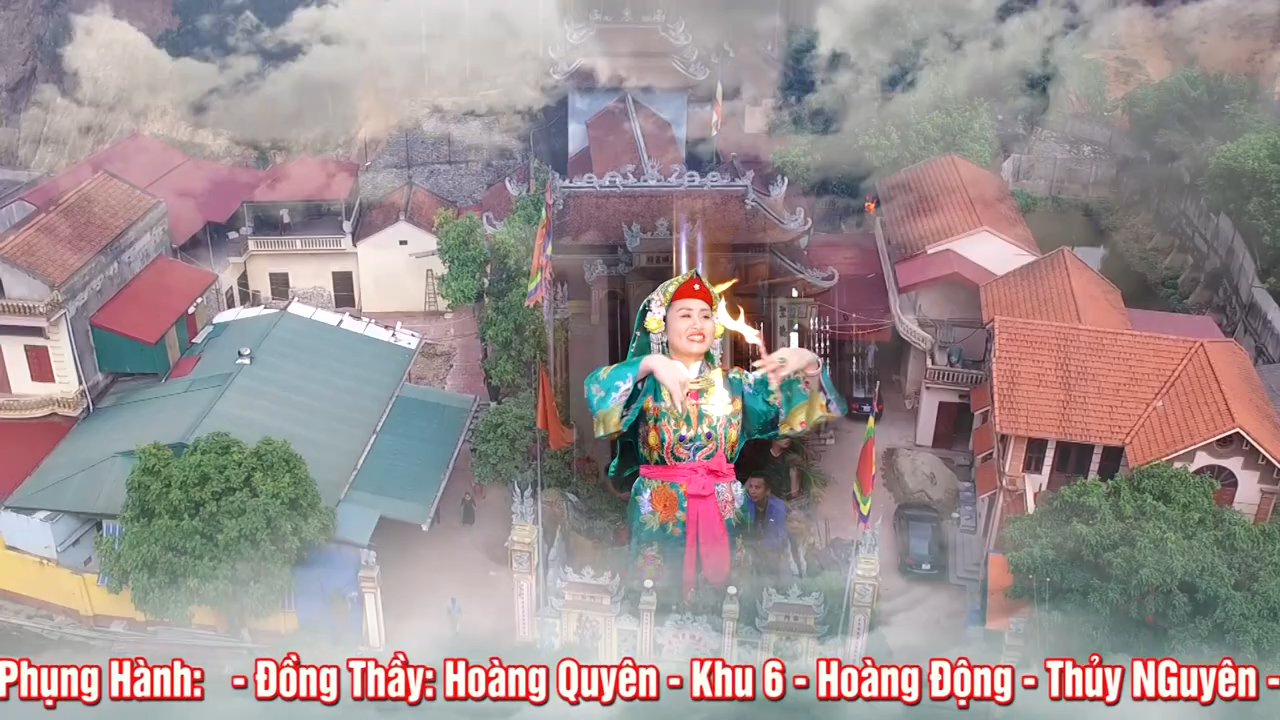 Phụng Hành:   - Đồng Thầy: Hoàng Quyên - Khu 6 - Hoàng Động - Thủy NGuyên -